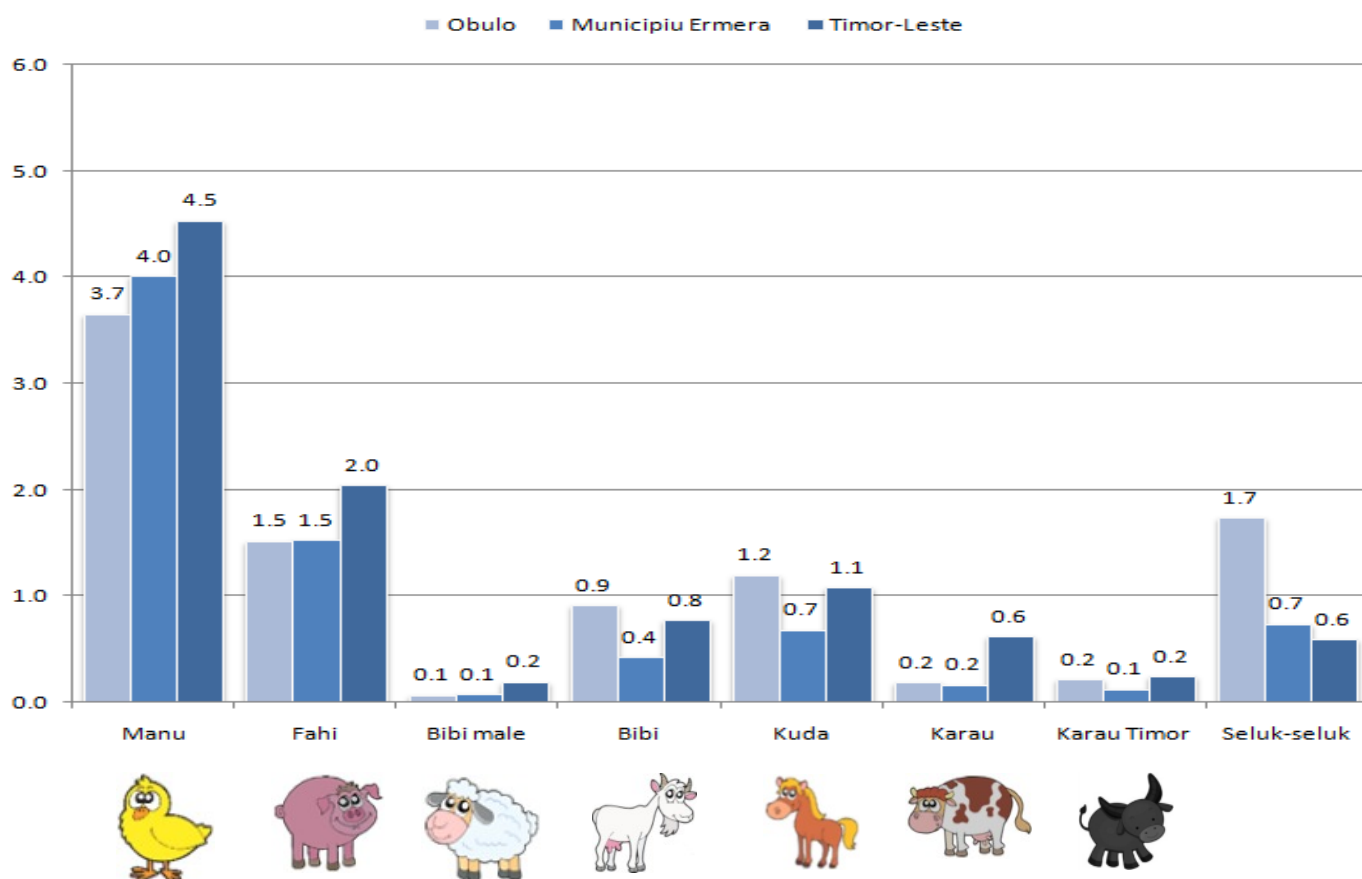 Obulo Municipiu Ermera Timor-Leste
6.0
5.0
4.0
3.0
2.0
1.0
0.0
3.7 4.0 4.5
1.5 1.5 2.0
0.1 0.1 0.2
0.9 0.4 0.8
1.2 0.7 1.1
0.2 0.2 0.6
0.2 0.1 0.2
1.7 0.7 0.6
Manu Fahi Bibi male Bibi Kuda Karau Karau Timor Seluk-seluk